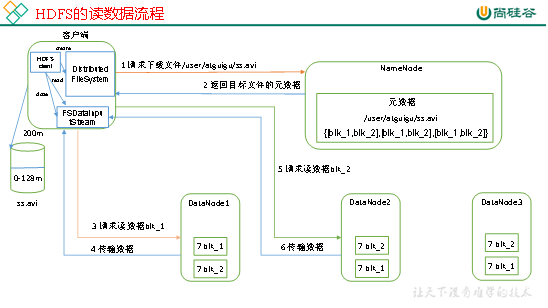 HDFS的读数据流程
尚硅谷
客户端
create
HDFS
client
read
close
Distributed
FileSystem
FSDataInpu
tStream
1 请求下载文件/user/atguigu/ss.avi
2 返回目标文件的元数据
NameNode
元数据
/user/atguigu/ss.avi
{[blk_1,blk_2],[blk_1,blk_2],[blk_1,blk_2]}
200m
0-128m
ss.avi
3 请求读数据blk_1
4 传输数据
5 请求读数据blk_2
6传输数据
DataNode1
7 blk_1
7 blk_2
DataNode2
7 blk_2
7 blk_1
DataNode3
7 blk_2
7 blk_1
让天下没有难学的技术